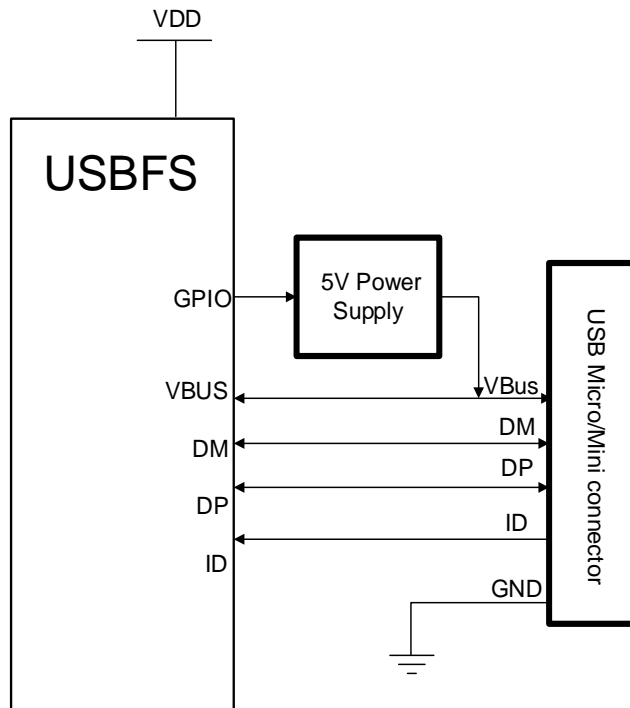 VDD
USBFS
GPIO
5V Power
Supply
VBUS
VBus
DM
DM
DP
DP
ID
ID
GND
USB Micro/Mini connector